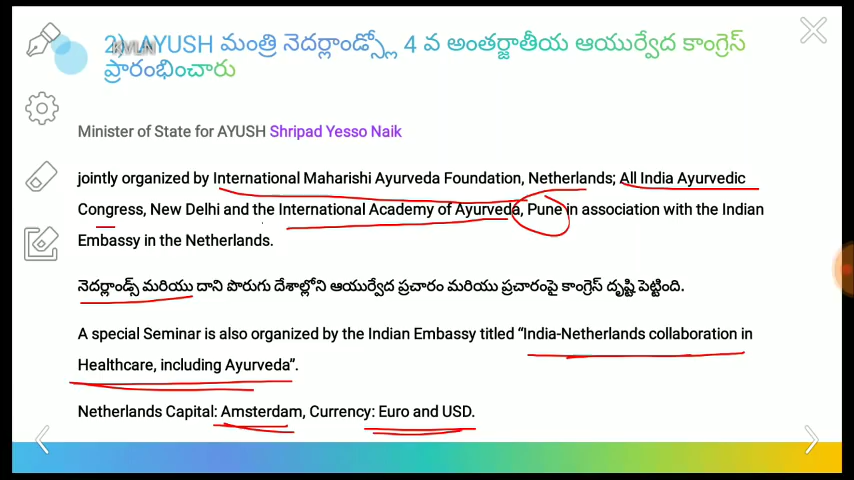 2) AYUSH మంత్రి నెదర్లాండ్స్లో 4 వ అంతర్జాతీయ ఆయుర్వేద కాంగ్రెస్
ప్రారంభించారు
Minister of State for AYUSH Shripad Yesso Naik
jointly organized by International Maharishi Ayurveda Foundation, Netherlands; All India Ayurvedic
Congress, New Delhi and the International Academy of Ayurveda, Pune in association with the Indian
Embassy in the Netherlands.
నెదర్లాండ్స్ మరియు దాని పొరుగు దేశాల్లోని ఆయుర్వేద ప్రచారం మరియు ప్రచారంపై కాంగ్రెస్ దృష్టి పెట్టింది.
A special Seminar is also organized by the Indian Embassy titled “India-Netherlands collaboration in
Healthcare, including Ayurveda”.
Netherlands Capital: Amsterdam, Currency: Euro and USD.